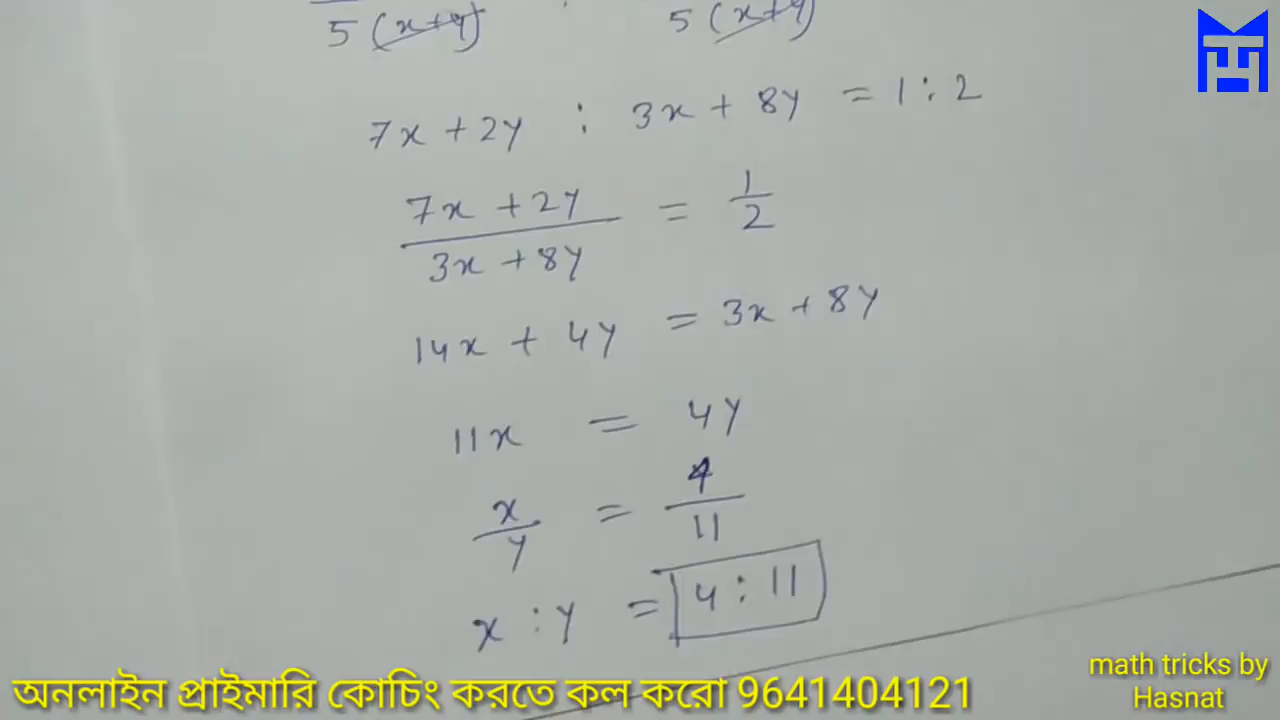 5 (x+y) 5 (x+y)
7x + 2y : 3x + 8y = 1 : 2
7x + 2y / 3x + 8y = 1/2
14x + 4y = 3x + 8y
11x = 4y
x/y = 4/11
x : y = 4 : 11
অনলাইন প্রাইমারি কোচিং করতে কল করো 9641404121
math tricks by
Hasnat